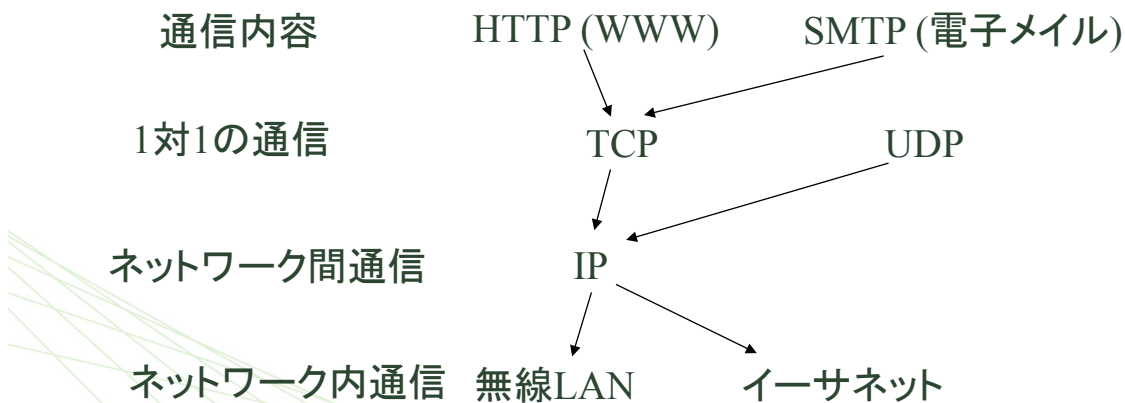 通信内容 HTTP (WWW) SMTP (電子メイル)
1対1の通信 TCP UDP
ネットワーク間通信 IP
ネットワーク内通信 無線LAN イーサネット